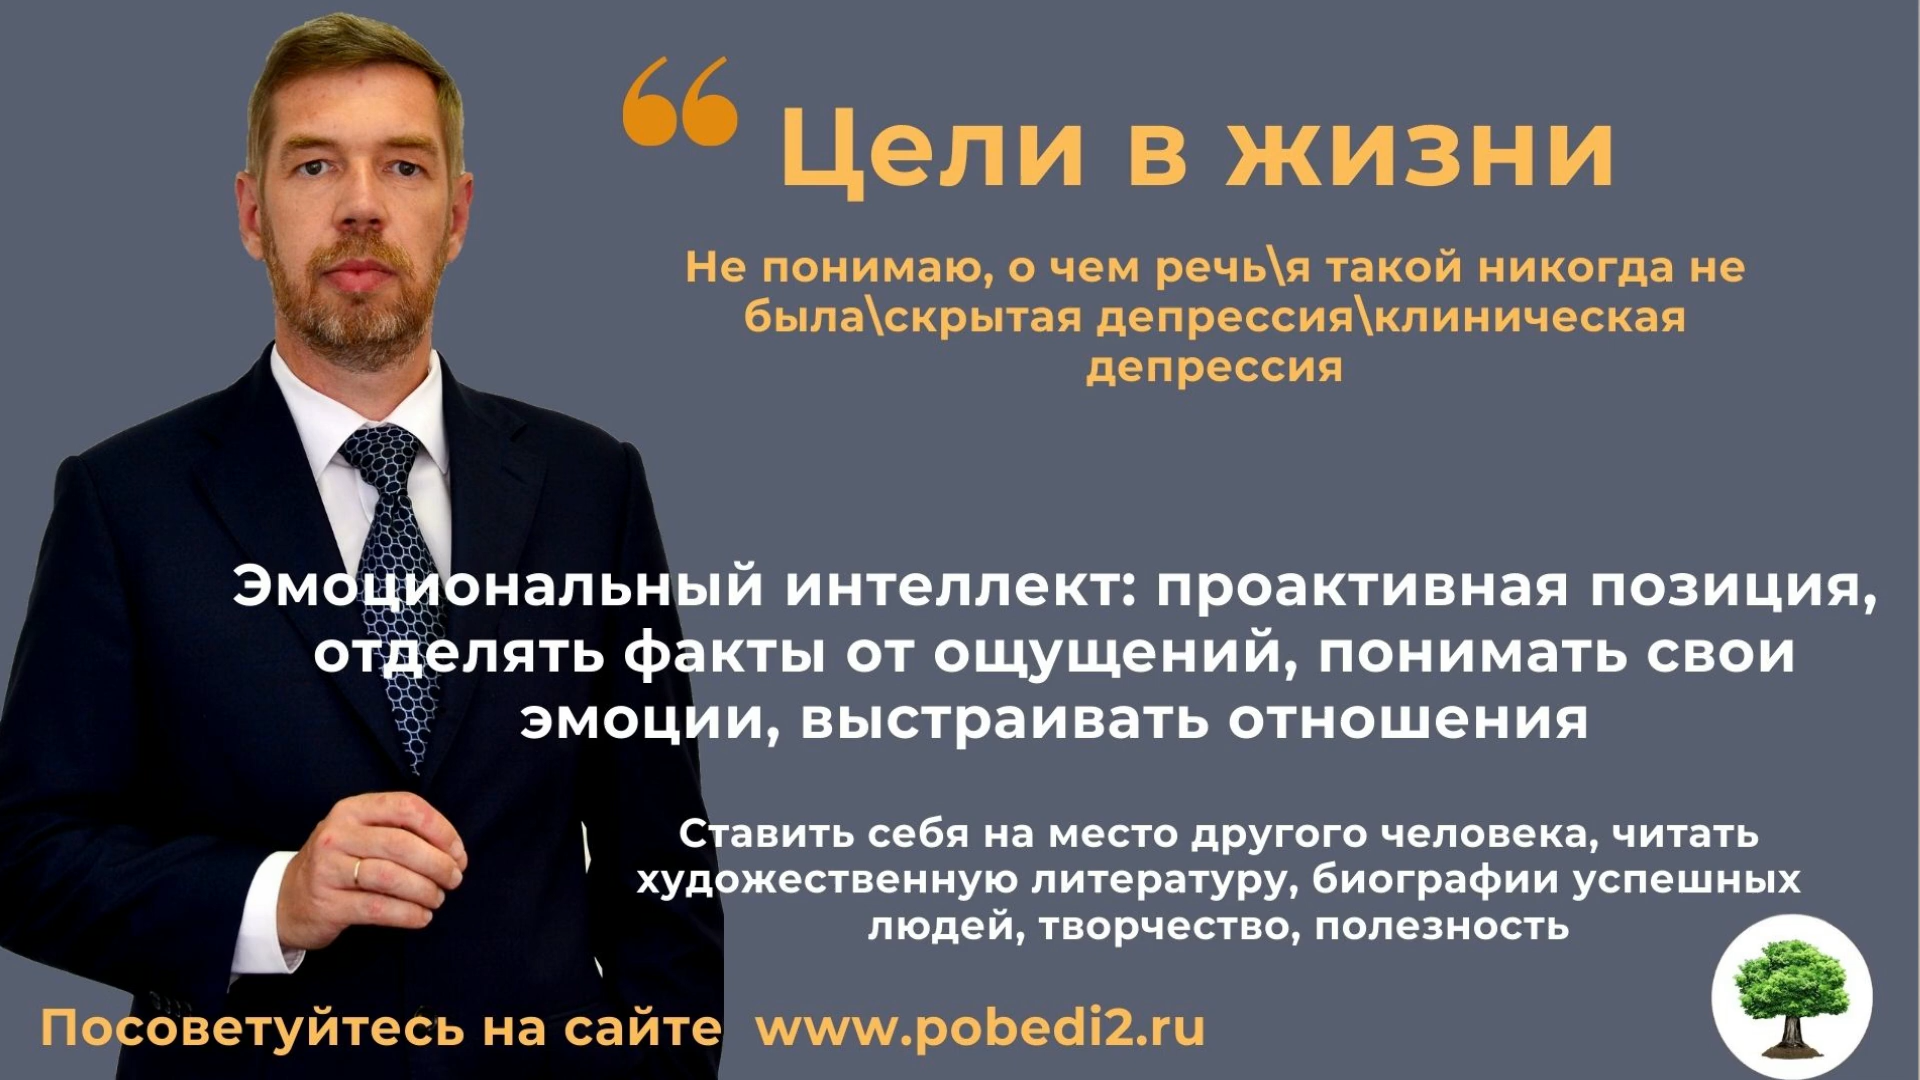 “ Цели в жизни
Не понимаю, о чем речь\я такой никогда не
была\скрытая депрессия\клиническая
депрессия
Эмоциональный интеллект: проактивная позиция,
отделять факты от ощущений, понимать свои
эмоции, выстраивать отношения
Ставить себя на место другого человека, читать
художественную литературу, биографии успешных
людей, творчество, полезность
Посоветуйтесь на сайте www.pobedi2.ru